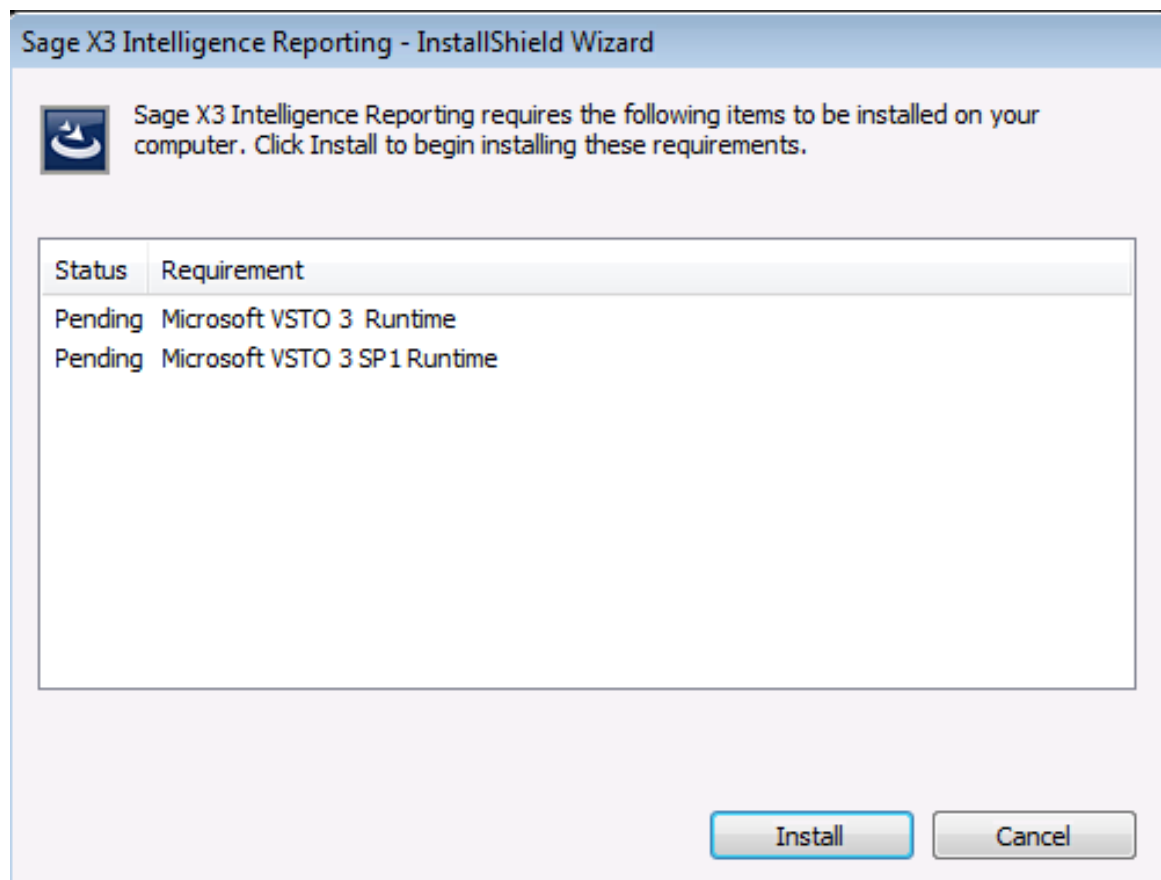 Sage X3 Intelligence Reporting - InstallShield Wizard
Sage X3 Intelligence Reporting requires the following items to be installed on your
computer. Click Install to begin installing these requirements.
Status Requirement
Pending Microsoft VSTO 3 Runtime
Pending Microsoft VSTO 3 SP1 Runtime
Install Cancel